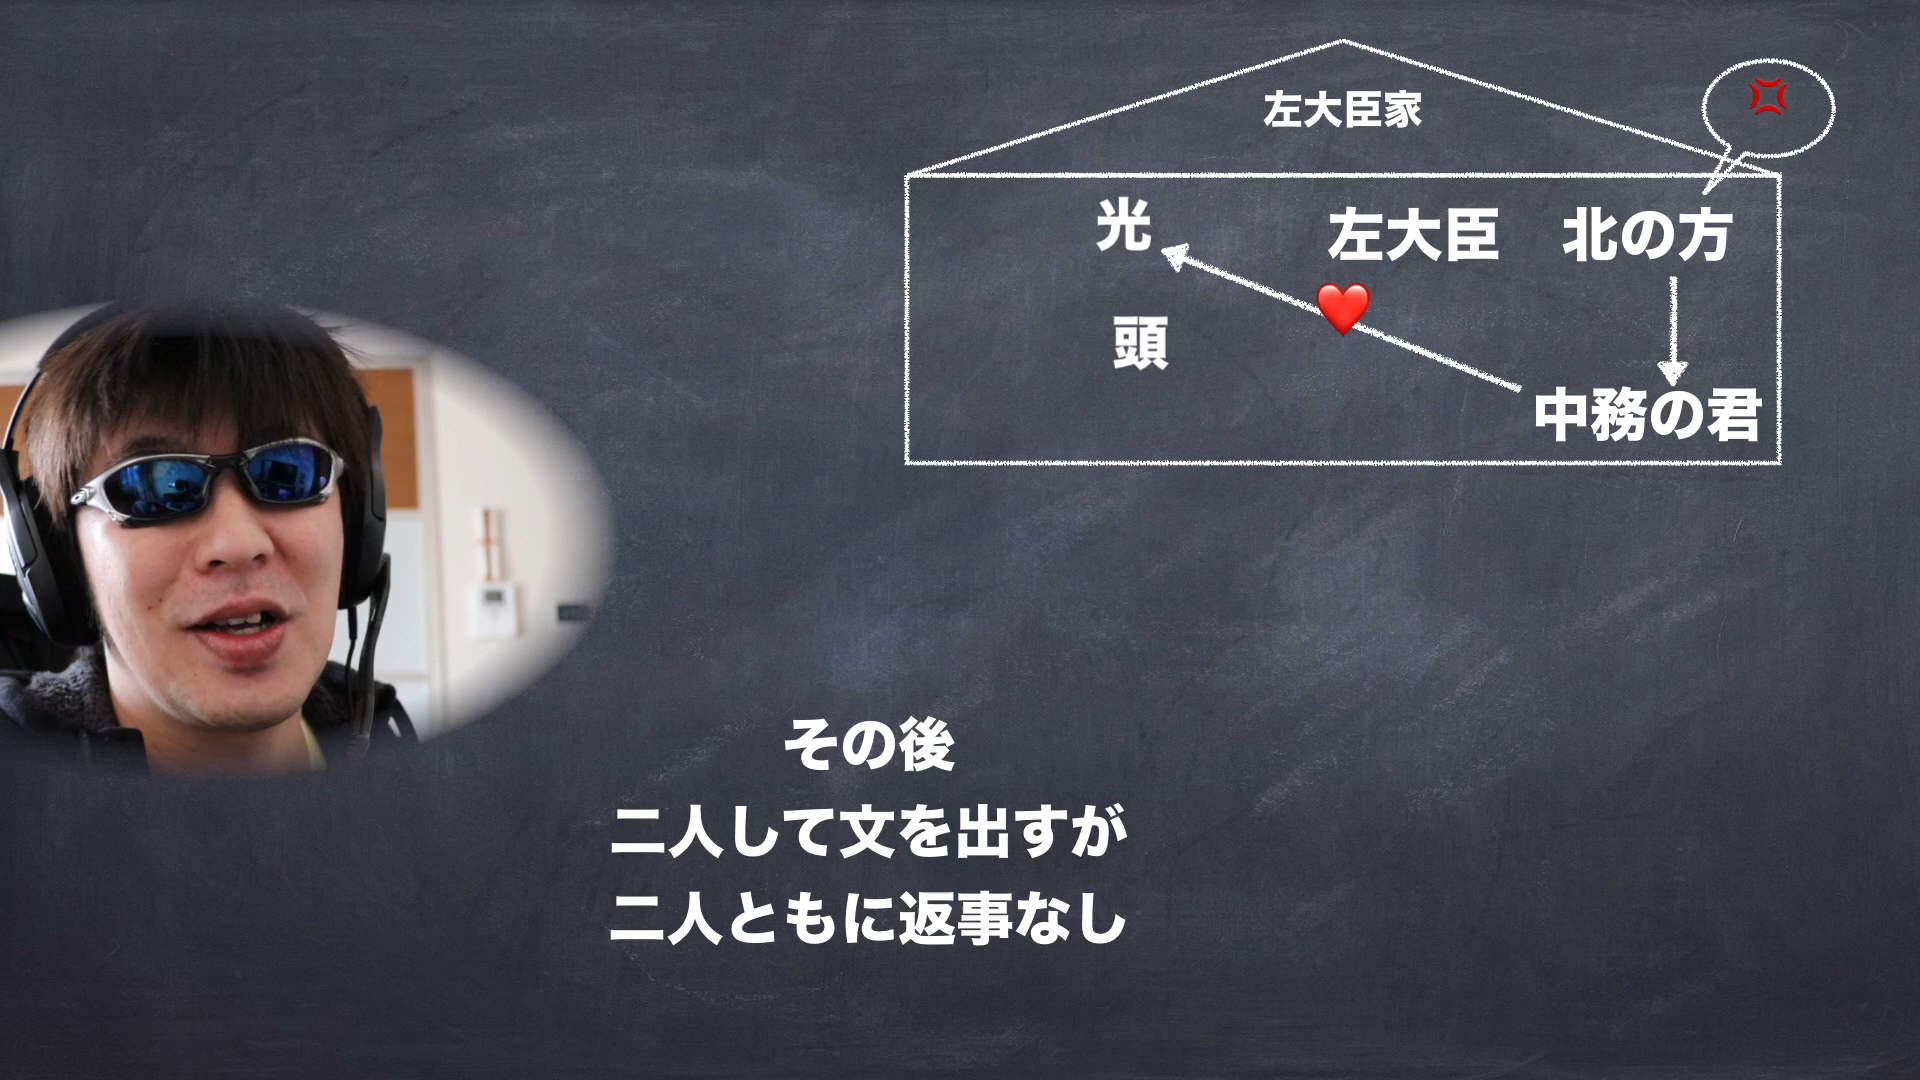 左大臣家
光
左大臣
北の方
頭
中務の君
その後
二人して文を出すが
二人ともに返事なし